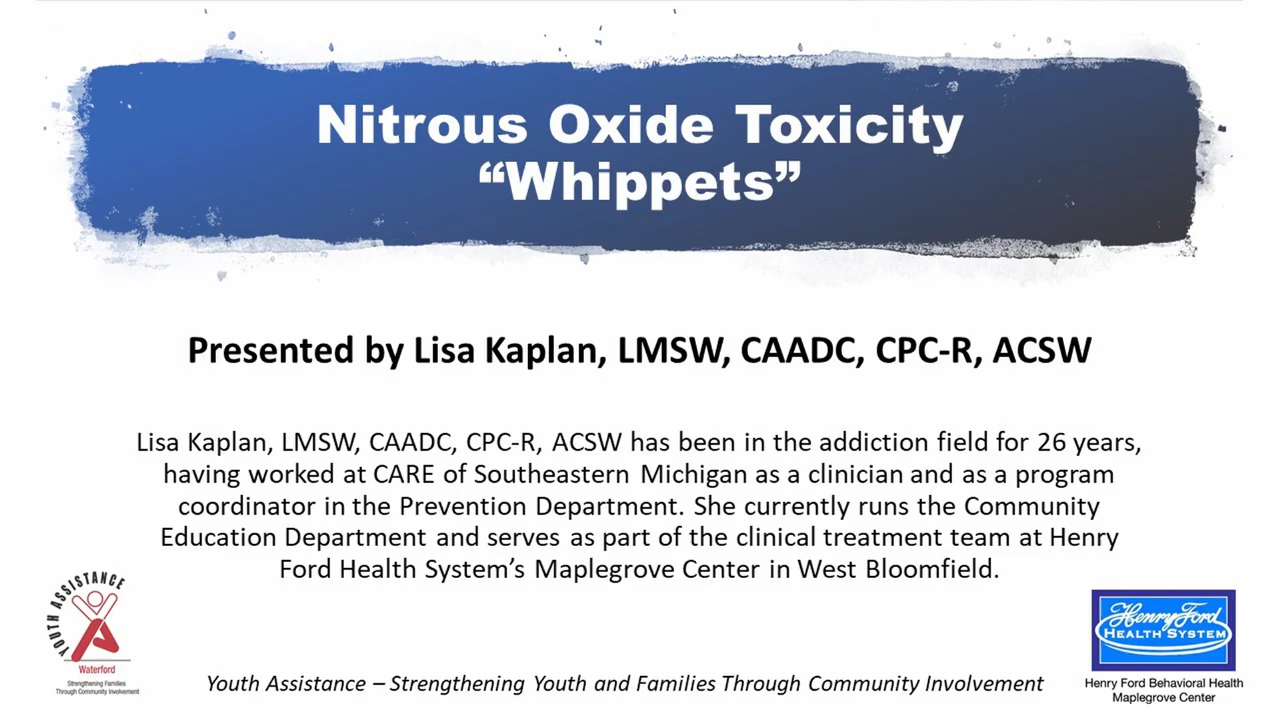 Nitrous Oxide Toxicity
“Whippets”
Presented by Lisa Kaplan, LMSW, CAADC, CPC-R, ACSW
Lisa Kaplan, LMSW, CAADC, CPC-R, ACSW has been in the addiction field for 26 years,
having worked at CARE of Southeastern Michigan as a clinician and as a program
coordinator in the Prevention Department. She currently runs the Community
Education Department and serves as part of the clinical treatment team at Henry
Ford Health System’s Maplegrove Center in West Bloomfield.
YOUTH ASSISTANCE
Waterford
Strengthening Families
Through Community Involvement
Youth Assistance – Strengthening Youth and Families Through Community Involvement
Henry Ford
HEALTH SYSTEM
Henry Ford Behavioral Health
Maplegrove Center